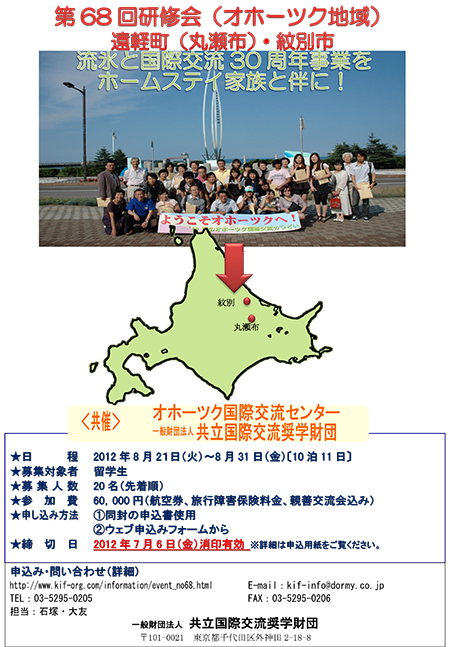 第68回研修会（オホーツク地域）
遠軽町（丸瀬布）・紋別市
流氷と国際交流30周年事業を
ホームステイ家族と伴に！
ようこそオホーツクへ！
紋別
丸瀬布
＜共催＞ オホーツク国際交流センター
一般財団法人 共立国際交流奨学財団
★日 程 2012年8月21日(火)～8月31日(金)〔10泊11日〕
★募集対象者 留学生
★募集人数 20名(先着順)
★参加費 60,000円(航空券、旅行障害保険料金、親善交流会込み)
★申し込み方法 ①同封の申込書使用
②ウェブ申込みフォームから
★締切日 2012年7月6日(金)消印有効 ※詳細は申込用紙をご覧ください。
申込み・問い合わせ（詳細）
http://www.kif-org.com/information/event_no68.html E-mail：kif-info@dormy.co.jp
TEL：03-5295-0205 FAX：03-5295-0206
担当：石塚・大友
一般財団法人 共立国際交流奨学財団
〒101-0021 東京都千代田区外神田2-18-8